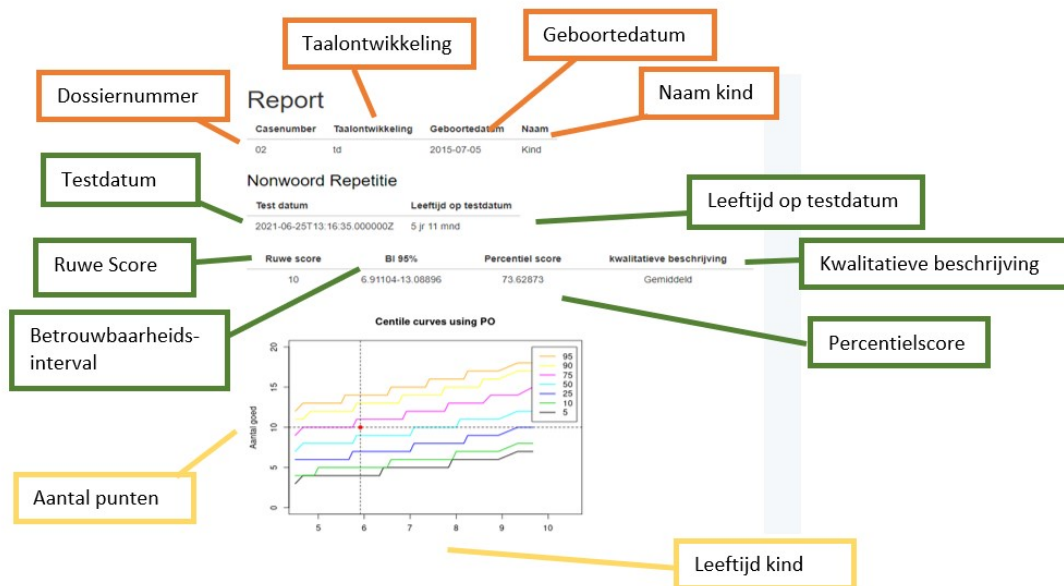 Taalontwikkeling
Geboortedatum
Dossiernummer
Naam kind
Report
Casenumber Taalontwikkeling Geboortedatum Naam
02 td 2015-07-05 Kind
Testdatum
Nonwoord Repetitie
Test datum Leeftijd op testdatum
2021-06-25T13:16:35.000000Z 5 jr 11 mnd
Leeftijd op testdatum
Ruwe Score
Ruwe score BI 95% Percentiel score kwalitatieve beschrijving
10 6.91104-13.08896 73.62873 Gemiddeld
Kwalitatieve beschrijving
Betrouwbaarheids-
interval
Percentielscore
Centile curves using PO
20
15
10
5
0
Aantal goed
95
90
75
50
25
10
5
5 6 7 8 9 10
Aantal punten
Leeftijd kind